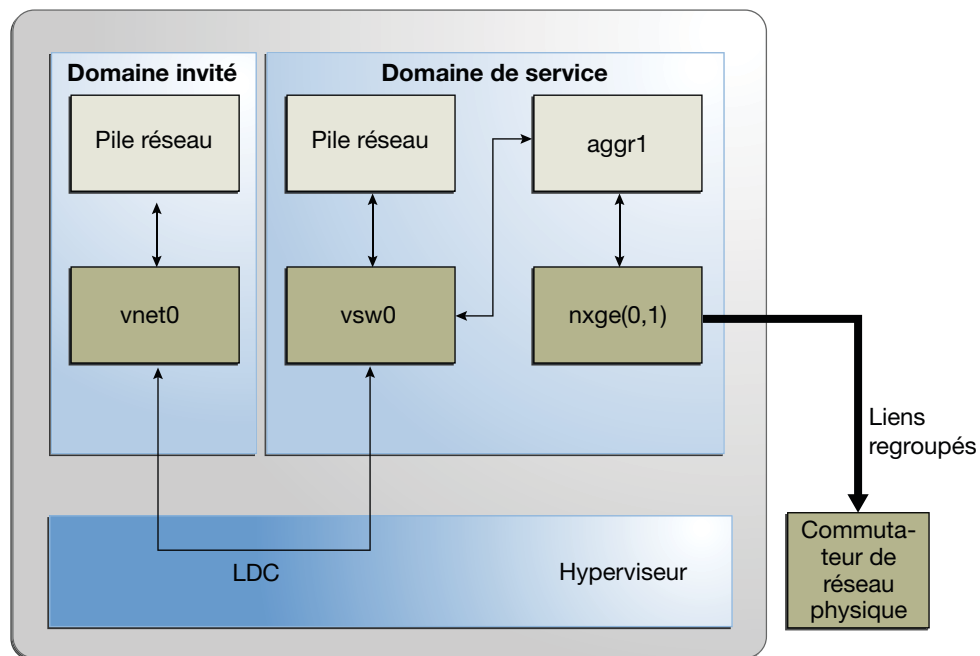 Domaine invité
Domaine de service
Pile réseau
Pile réseau
aggr1
vnet0
vsw0
nxge(0,1)
Liens
regroupés
LDC
Hyperviseur
Commuta-
teur de
réseau
physique